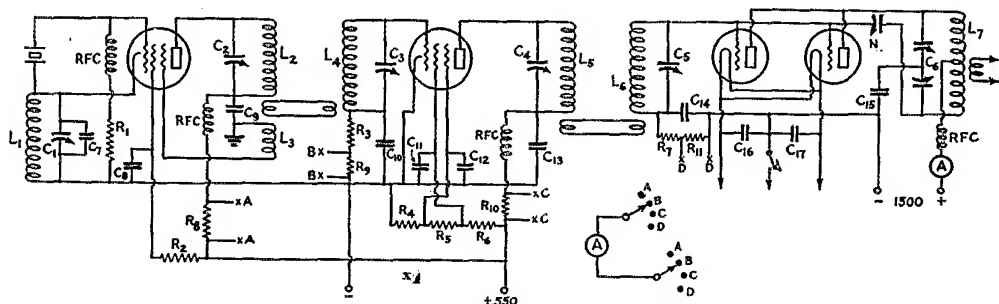 RFC C2 L2 L4 C3 C4 L5 L6 C5 N. C6 L7
L1 C1 C7 R1 C8 RFC C9 L3 R3 C10 C11 C12 RFC C13 R7 C14 R11 C15 C16 C17 A RFC
BX BX R9 XD XD A
XA R8 XA R4 R5 R6 R10 XC XC - 1500 +
R2 A B C D
X
- +550
A A B C D